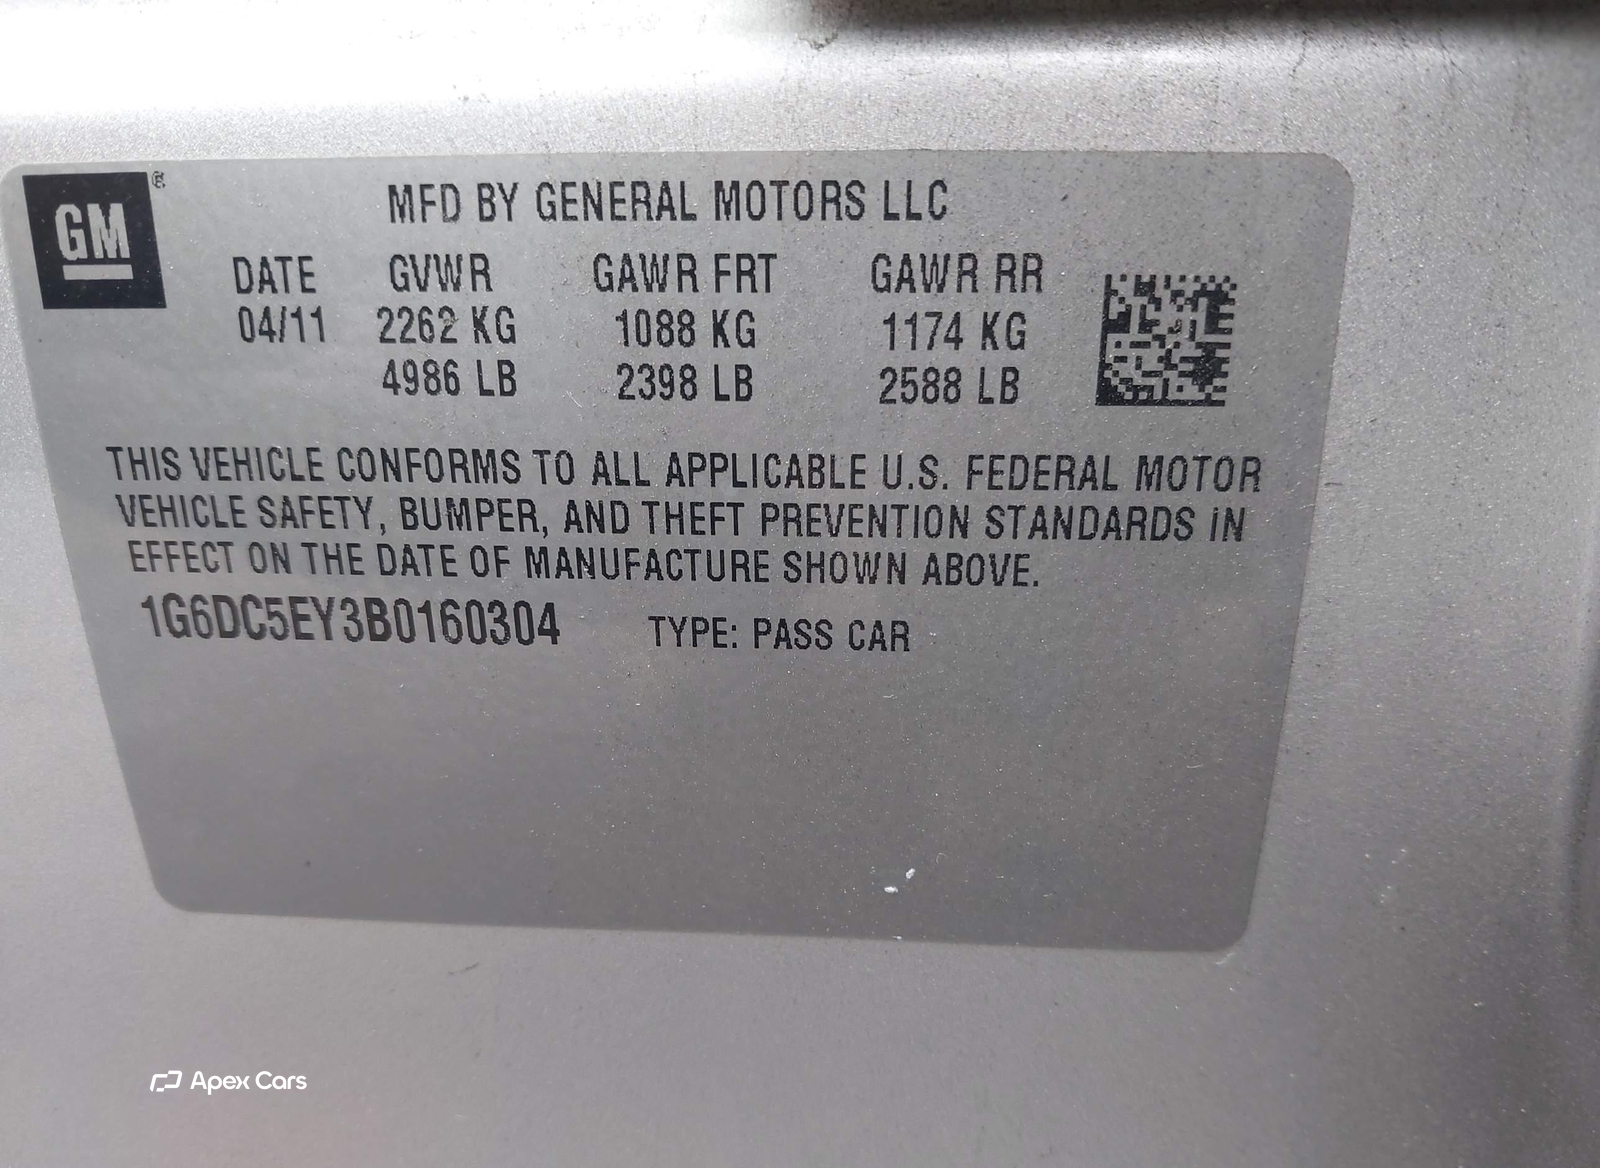 GM ®
MFD BY GENERAL MOTORS LLC
DATE GVWR GAWR FRT GAWR RR
04/11 2262 KG 1088 KG 1174 KG
4986 LB 2398 LB 2588 LB
THIS VEHICLE CONFORMS TO ALL APPLICABLE U.S. FEDERAL MOTOR
VEHICLE SAFETY, BUMPER, AND THEFT PREVENTION STANDARDS IN
EFFECT ON THE DATE OF MANUFACTURE SHOWN ABOVE.
1G6DC5EY3B0160304 TYPE: PASS CAR
Apex Cars